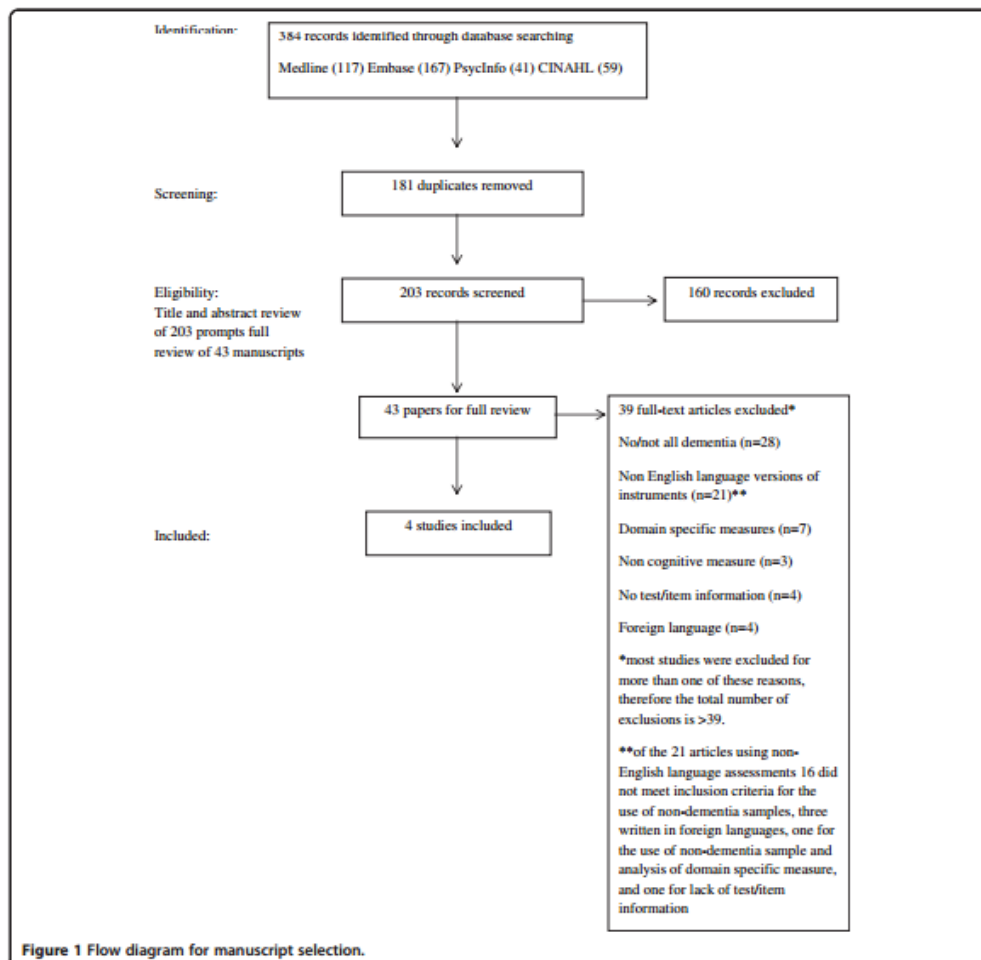 Identification:
384 records identified through database searching
Medline (117) Embase (167) PsycInfo (41) CINAHL (59)
Screening:
181 duplicates removed
Eligibility:
Title and abstract review
of 203 prompts full
review of 43 manuscripts
203 records screened
160 records excluded
43 papers for full review
39 full-text articles excluded*
No/not all dementia (n=28)
Non English language versions of
instruments (n=21)**
Domain specific measures (n=7)
Non cognitive measure (n=3)
No test/item information (n=4)
Foreign language (n=4)
*most studies were excluded for
more than one of these reasons,
therefore the total number of
exclusions is >39.
**of the 21 articles using non-
English language assessments 16 did
not meet inclusion criteria for the
use of non-dementia samples, three
written in foreign languages, one for
the use of non-dementia sample and
analysis of domain specific measure,
and one for lack of test/item
information
Included:
4 studies included
Figure 1 Flow diagram for manuscript selection.